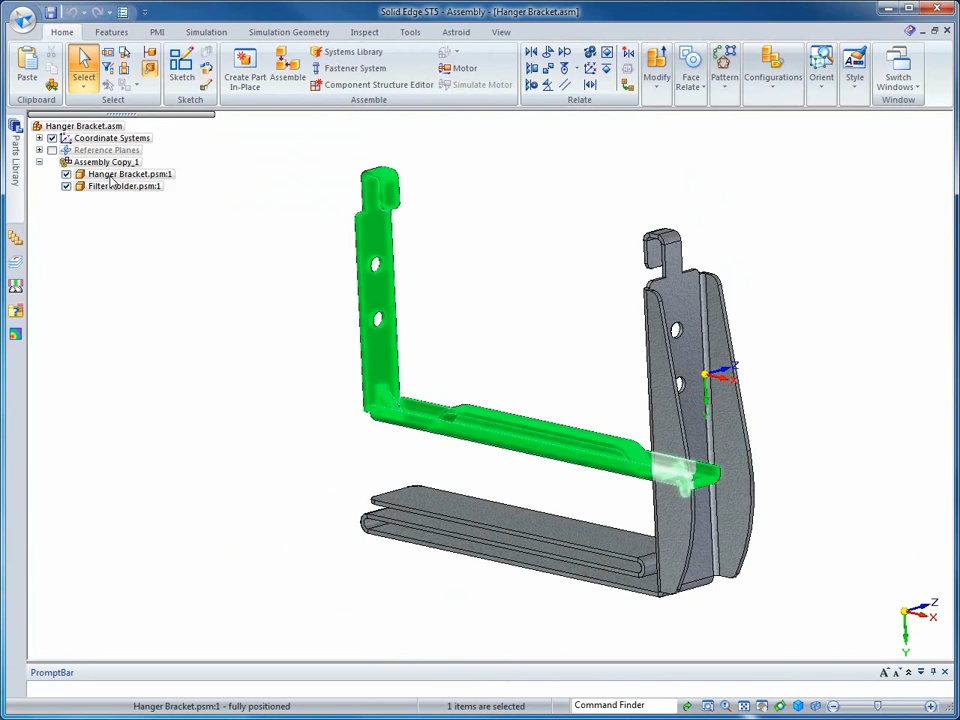 Solid Edge ST5 - Assembly - [Hanger Bracket.asm]
Home Features PMI Simulation Simulation Geometry Inspect Tools Astroid View
Paste
Clipboard
Select
Select
Sketch
Sketch
Create Part In-Place
Assemble
Systems Library
Fastener System
Component Structure Editor
Motor
Simulate Motor
Assemble
Relate
Modify
Face Relate
Pattern
Configurations
Orient
Style
Switch Windows
Window
Parts Library
Hanger Bracket.asm
Coordinate Systems
Reference Planes
Assembly Copy_1
Hanger Bracket.psm:1
Filter Holder.psm:1
Z
X
Z
X
Y
PromptBar
Hanger Bracket.psm:1 - fully positioned
1 items are selected
Command Finder